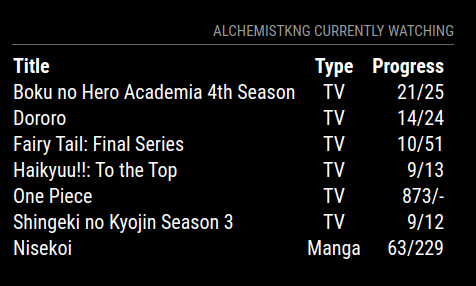 ALCHEMISTKNG CURRENTLY WATCHING
Title Type Progress
Boku no Hero Academia 4th Season TV 21/25
Dororo TV 14/24
Fairy Tail: Final Series TV 10/51
Haikyuu!!: To the Top TV 9/13
One Piece TV 873/-
Shingeki no Kyojin Season 3 TV 9/12
Nisekoi Manga 63/229